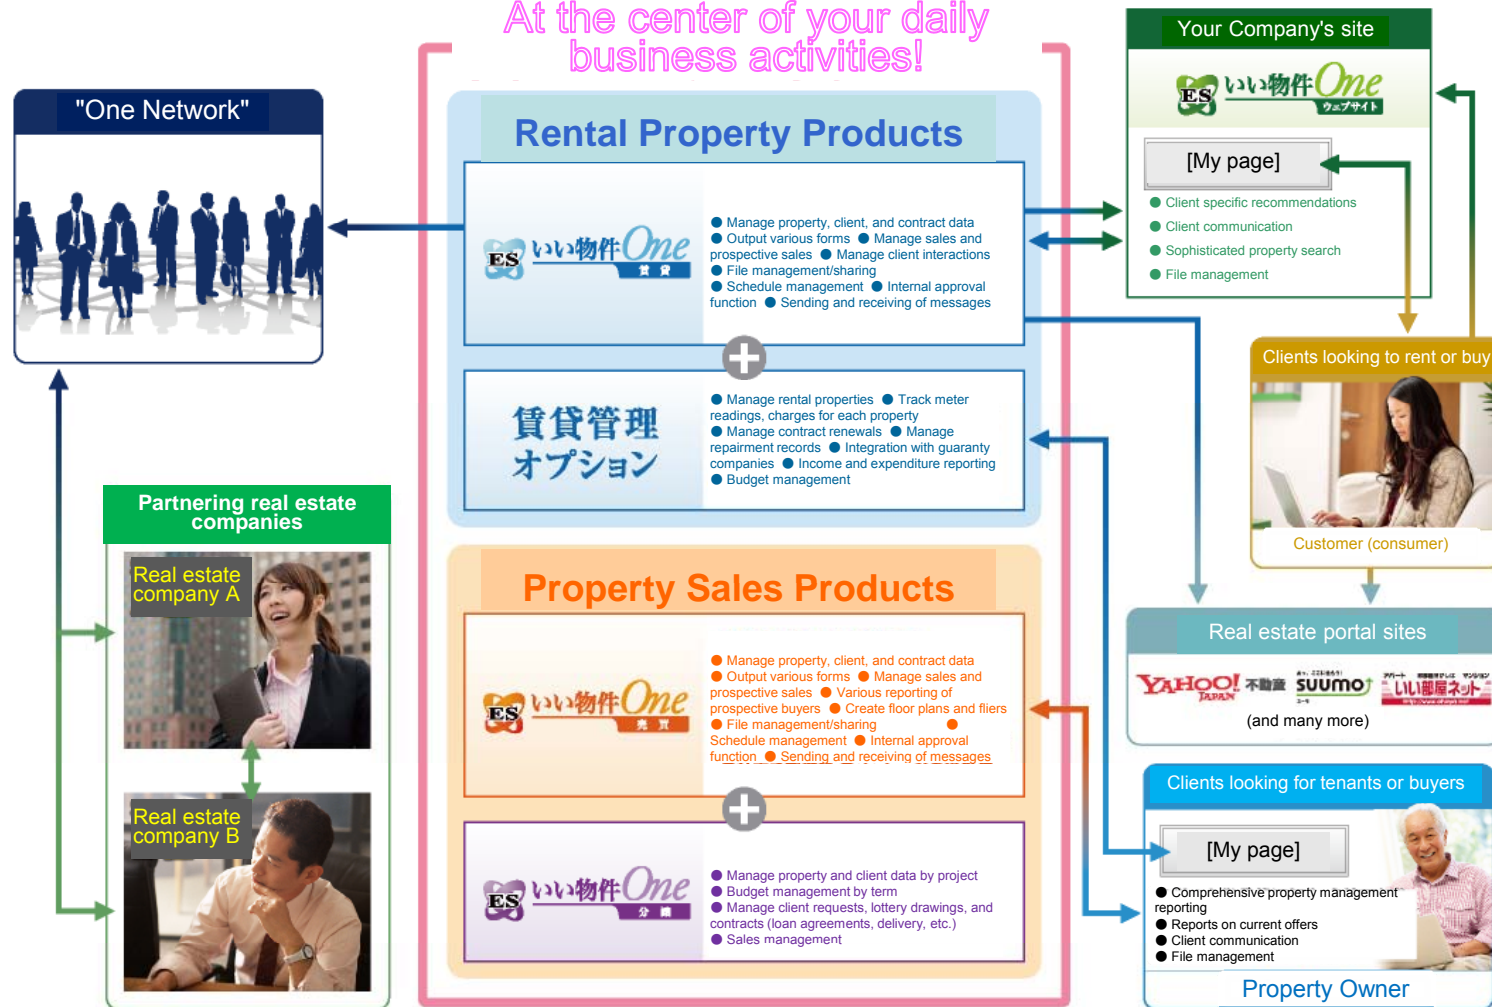 At the center of your daily
business activities!
"One Network"
Partnering real estate
companies
Real estate
company A
Real estate
company B
Rental Property Products
ES いい物件One
賃貸
● Manage property, client, and contract data
● Output various forms ● Manage sales and
prospective sales ● Manage client interactions
● File management/sharing
● Schedule management ● Internal approval
function ● Sending and receiving of messages
賃貸管理
オプション
● Manage rental properties ● Track meter
readings, charges for each property
● Manage contract renewals ● Manage
repairment records ● Integration with guaranty
companies ● Income and expenditure reporting
● Budget management
Property Sales Products
ES いい物件One
売買
● Manage property, client, and contract data
● Output various forms ● Manage sales and
prospective sales ● Various reporting of
prospective buyers ● Create floor plans and fliers
● File management/sharing ●
Schedule management ● Internal approval
function ● Sending and receiving of messages
ES いい物件One
分譲
● Manage property and client data by project
● Budget management by term
● Manage client requests, lottery drawings, and
contracts (loan agreements, delivery, etc.)
● Sales management
Your Company's site
ES いい物件One
ウェブサイト
[My page]
● Client specific recommendations
● Client communication
● Sophisticated property search
● File management
Clients looking to rent or buy
Customer (consumer)
Real estate portal sites
YAHOO! 不動産
JAPAN
SUUMO
スーモ
いい部屋ネット
(and many more)
Clients looking for tenants or buyers
[My page]
● Comprehensive property management
reporting
● Reports on current offers
● Client communication
● File management
Property Owner